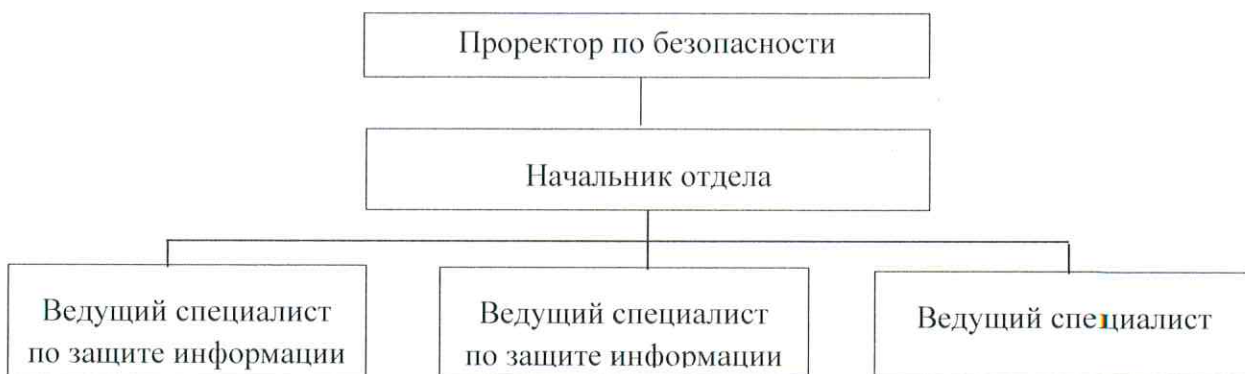 Проректор по безопасности
Начальник отдела
Ведущий специалист
по защите информации
Ведущий специалист
по защите информации
Ведущий специалист